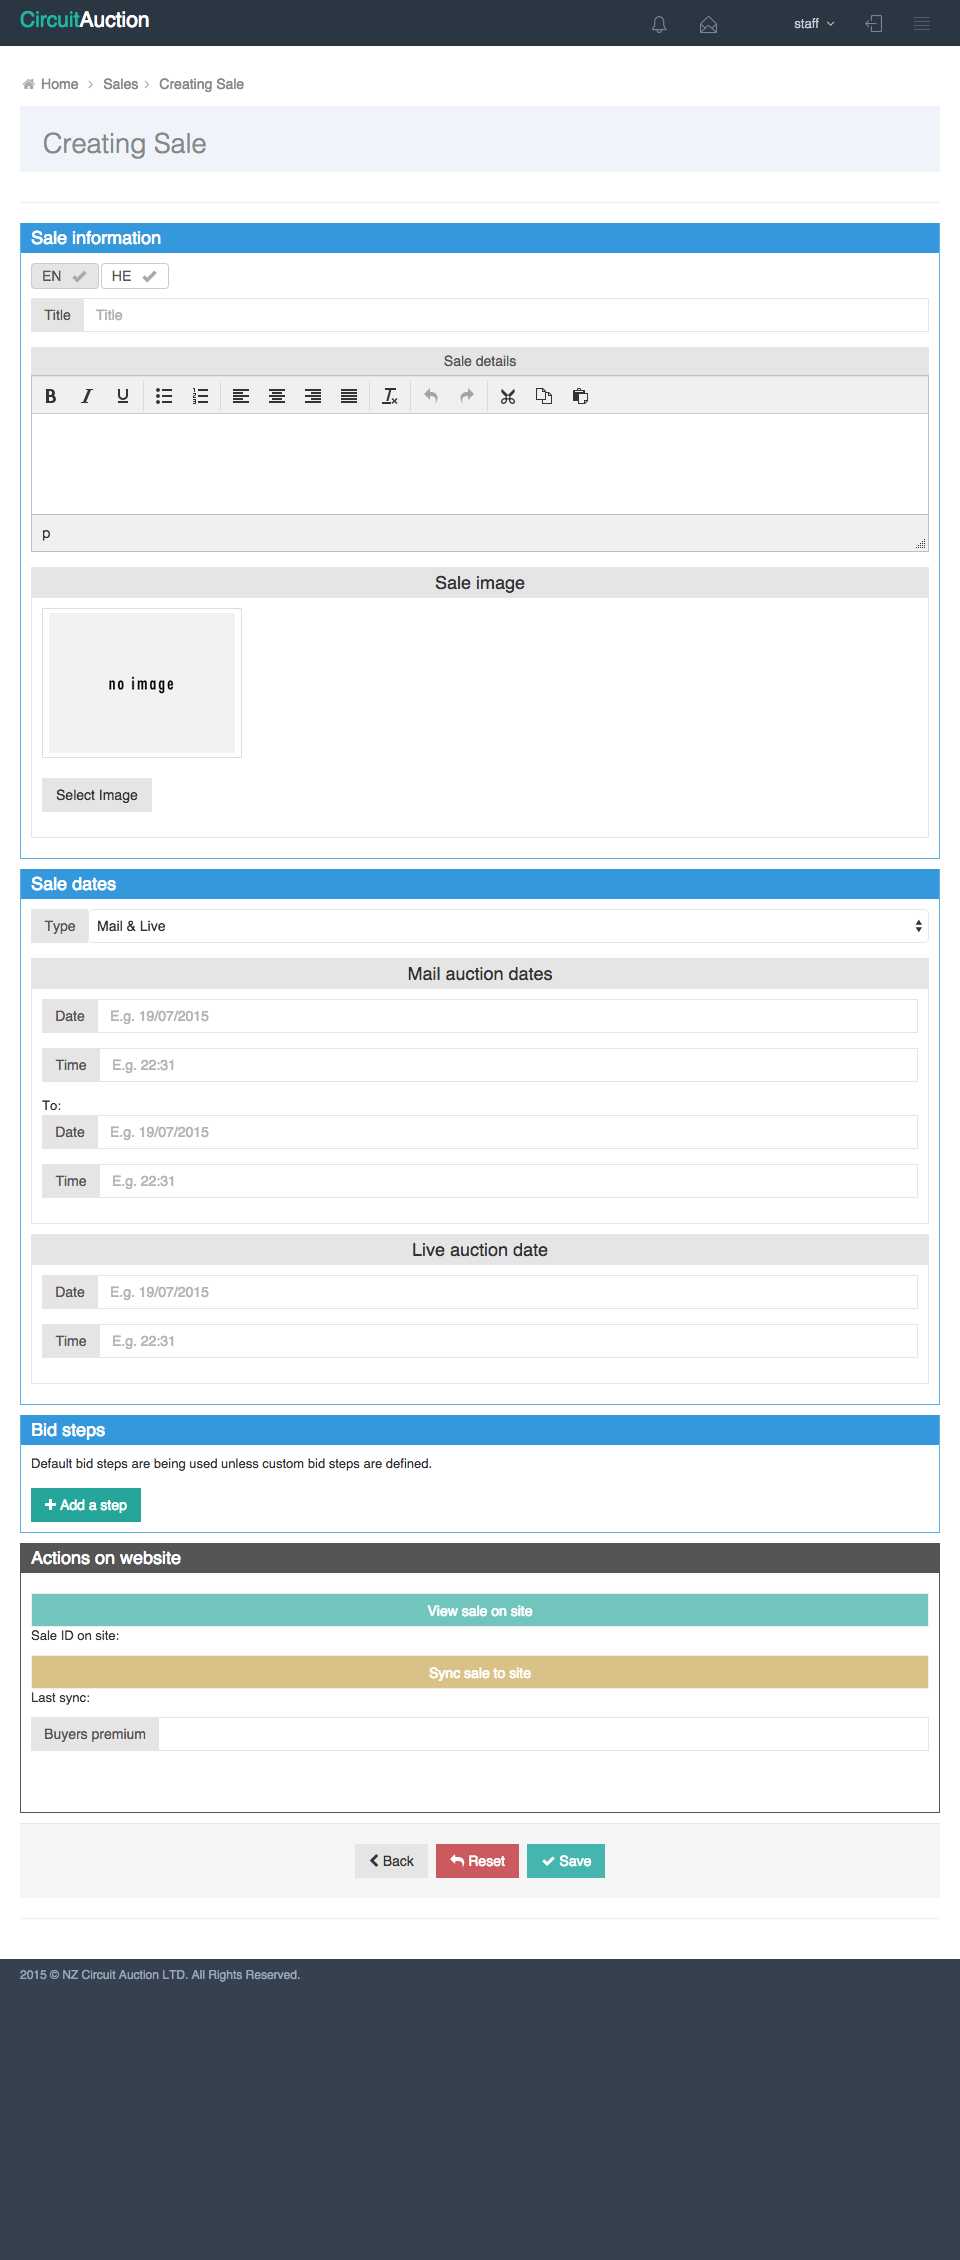 CircuitAuction
staff
Home > Sales > Creating Sale
Creating Sale
Sale information
EN HE
Title Title
Sale details
B I U
p
Sale image
no image
Select Image
Sale dates
Type Mail & Live
Mail auction dates
Date E.g. 19/07/2015
Time E.g. 22:31
To:
Date E.g. 19/07/2015
Time E.g. 22:31
Live auction date
Date E.g. 19/07/2015
Time E.g. 22:31
Bid steps
Default bid steps are being used unless custom bid steps are defined.
+ Add a step
Actions on website
View sale on site
Sale ID on site:
Sync sale to site
Last sync:
Buyers premium
Back Reset Save
2015 © NZ Circuit Auction LTD. All Rights Reserved.